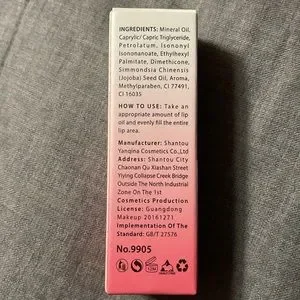 INGREDIENTS: Mineral Oil,
Caprylic/ Capric Triglyceride,
Petrolatum, Isononyl
Isononanoate, Ethylhexyl
Palmitate, Dimethicone,
Simmondsia Chinensis
(Jojoba) Seed Oil, Aroma,
Methylparaben, CI 77491,
CI 16035
HOW TO USE: Take an
appropriate amount of lip
oil and evenly fill the entire
lip area.
Manufacturer: Shantou
Yanqina Cosmetics Co.,Ltd
Address: Shantou City
Chaonan Qu Xiashan Street
Yiying Collapse Creek Bridge
Outside The North Industrial
Zone On The 1st
Cosmetics Production
License: Guangdong
Makeup 20161271
Implementation Of The
Standard: GB/T 27576
No.9905
12M